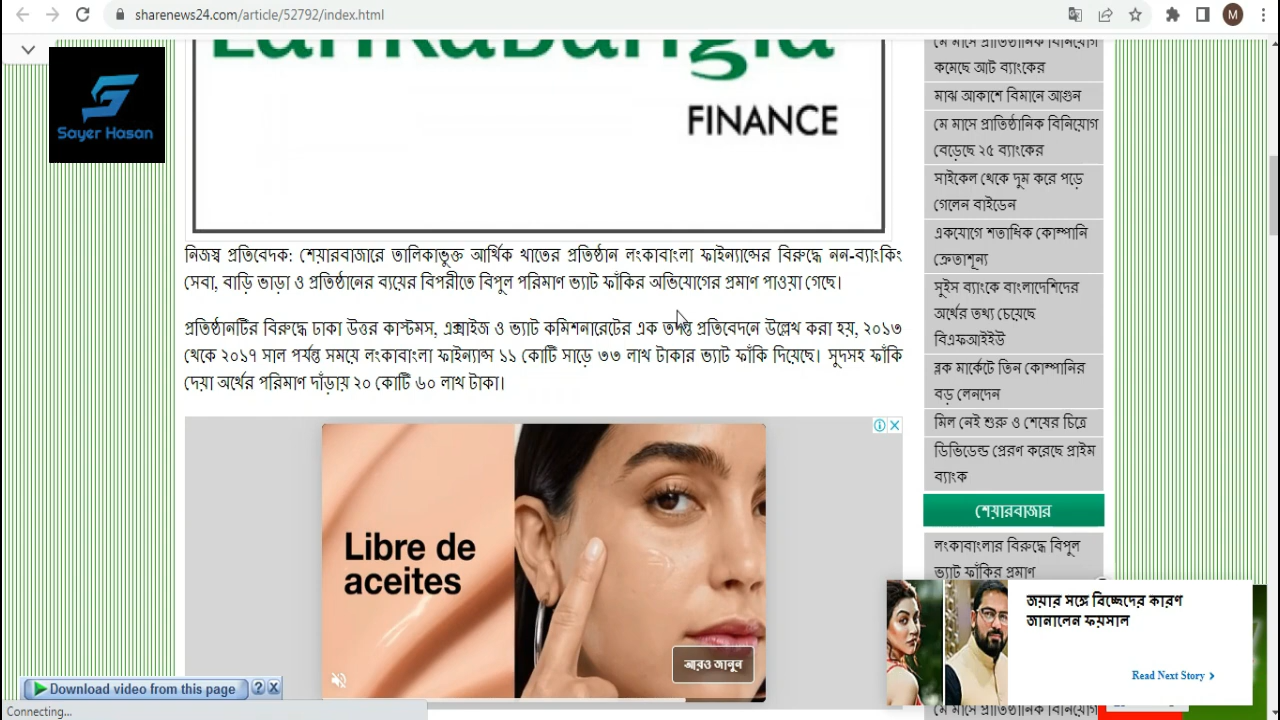 sharenews24.com/article/52792/index.html
M
LankaBangla
FINANCE
Sayer Hasan
নিজস্ব প্রতিবেদক: শেয়ারবাজারে তালিকাভুক্ত আর্থিক খাতের প্রতিষ্ঠান লংকাবাংলা ফাইন্যান্সের বিরুদ্ধে নন-ব্যাংকিং
সেবা, বাড়ি ভাড়া ও প্রতিষ্ঠানের ব্যয়ের বিপরীতে বিপুল পরিমাণ ভ্যাট ফাঁকির অভিযোগের প্রমাণ পাওয়া গেছে।
প্রতিষ্ঠানটির বিরুদ্ধে ঢাকা উত্তর কাস্টমস, এক্সাইজ ও ভ্যাট কমিশনারেটের এক তদন্ত প্রতিবেদনে উল্লেখ করা হয়, ২০১৩
থেকে ২০১৭ সাল পর্যন্ত সময়ে লংকাবাংলা ফাইন্যান্স ১১ কোটি সাড়ে ৩৩ লাখ টাকার ভ্যাট ফাঁকি দিয়েছে। সুদসহ ফাঁকি
দেয়া অর্থের পরিমাণ দাঁড়ায় ২০ কোটি ৬০ লাখ টাকা।
Libre de
aceites
আরও জানুন
Download video from this page
? X
Connecting...
মে মাসে প্রাতিষ্ঠানিক বিনিয়োগ
কমেছে আট ব্যাংকের
মাঝ আকাশে বিমানে আগুন
মে মাসে প্রাতিষ্ঠানিক বিনিয়োগ
বেড়েছে ২৫ ব্যাংকের
সাইকেল থেকে দুম করে পড়ে
গেলেন বাইডেন
একযোগে শতাধিক কোম্পানি
ক্রেতাশূন্য
সুইস ব্যাংকে বাংলাদেশিদের
অর্থের তথ্য চেয়েছে
বিএফআইইউ
ব্লক মার্কেটে তিন কোম্পানির
বড় লেনদেন
মিল নেই শুরু ও শেষের চিত্রে
ডিভিডেন্ড প্রেরণ করেছে প্রাইম
ব্যাংক
শেয়ারবাজার
লংকাবাংলার বিরুদ্ধে বিপুল
ভ্যাট ফাঁকির প্রমাণ
জয়ার সঙ্গে বিচ্ছেদের কারণ
জানালেন ফয়সাল
Read Next Story
মে মাসে প্রাতিষ্ঠানিক বিনিয়োগ